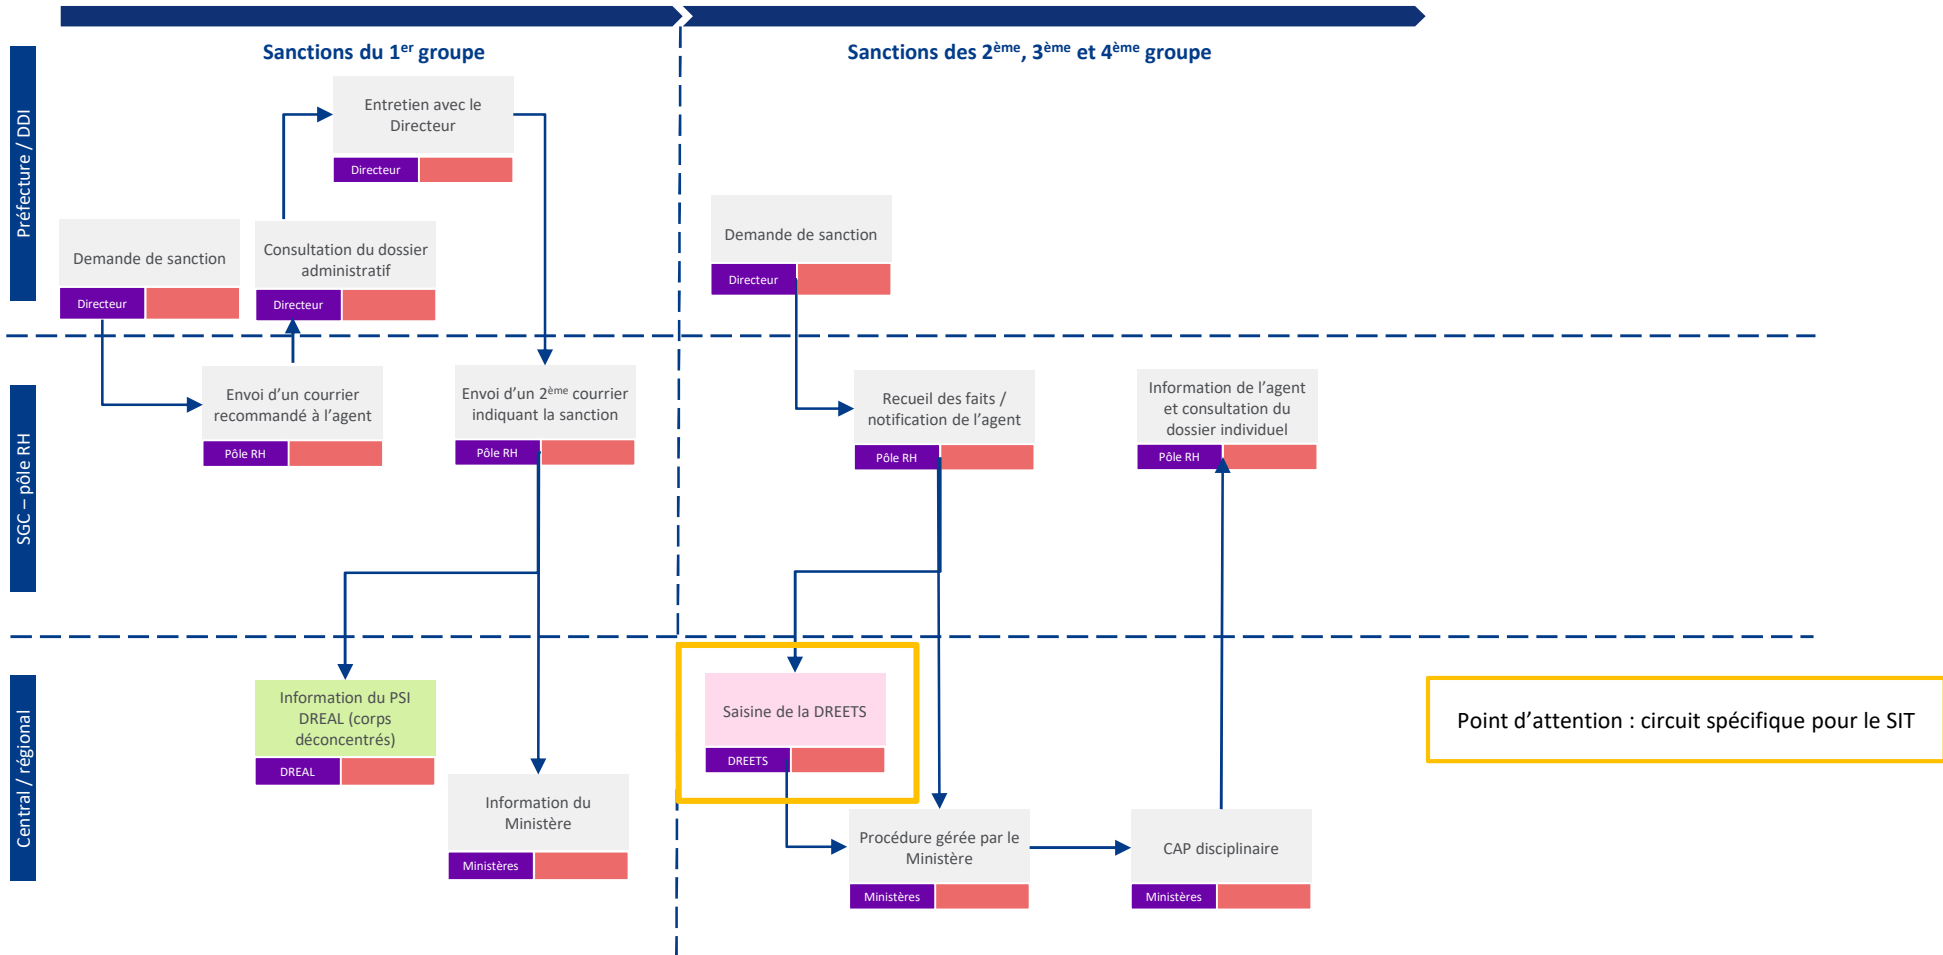 Sanctions du 1er groupe
Sanctions des 2ème, 3ème et 4ème groupe
Préfecture / DDI
Entretien avec le
Directeur
Directeur
Demande de sanction
Directeur
Consultation du dossier
administratif
Directeur
Demande de sanction
Directeur
SGC – pôle RH
Envoi d'un courrier
recommandé à l'agent
Pôle RH
Envoi d'un 2ème courrier
indiquant la sanction
Pôle RH
Recueil des faits /
notification de l'agent
Pôle RH
Information de l'agent
et consultation du
dossier individuel
Pôle RH
Central / régional
Information du PSI
DREAL (corps
déconcentrés)
DREAL
Information du
Ministère
Ministères
Saisine de la DREETS
DREETS
Procédure gérée par le
Ministère
Ministères
CAP disciplinaire
Ministères
Point d'attention : circuit spécifique pour le SIT